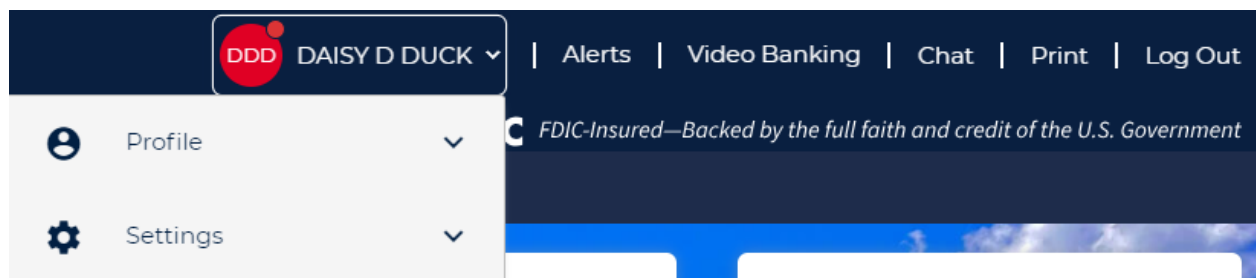 DDD DAISY D DUCK | Alerts | Video Banking | Chat | Print | Log Out
Profile
C FDIC-Insured—Backed by the full faith and credit of the U.S. Government
Settings